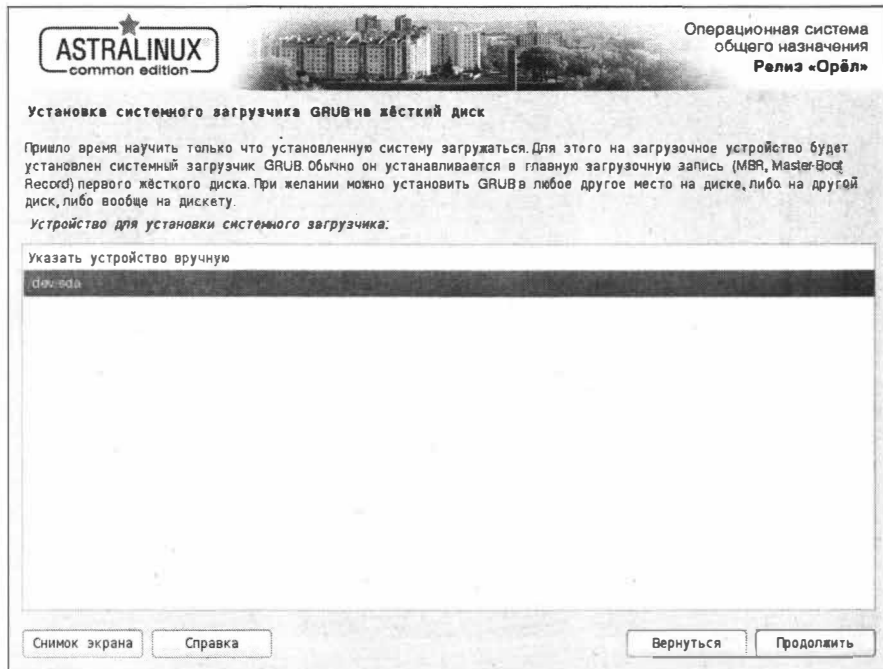 ASTRALINUX
common edition
Операционная система
общего назначения
Релиз «Орёл»
Установка системного загрузчика GRUB на жёсткий диск
Пришло время научить только что установленную систему загружаться. Для этого на загрузочное устройство будет
установлен системный загрузчик GRUB. Обычно он устанавливается в главную загрузочную запись (MBR, Master Boot
Record) первого жёсткого диска. При желании можно установить GRUB в любое другое место на диске, либо на другой
диск, либо вообще на дискету.
Устройство для установки системного загрузчика:
Указать устройство вручную
dev sda
Снимок экрана
Справка
Вернуться
Продолжить